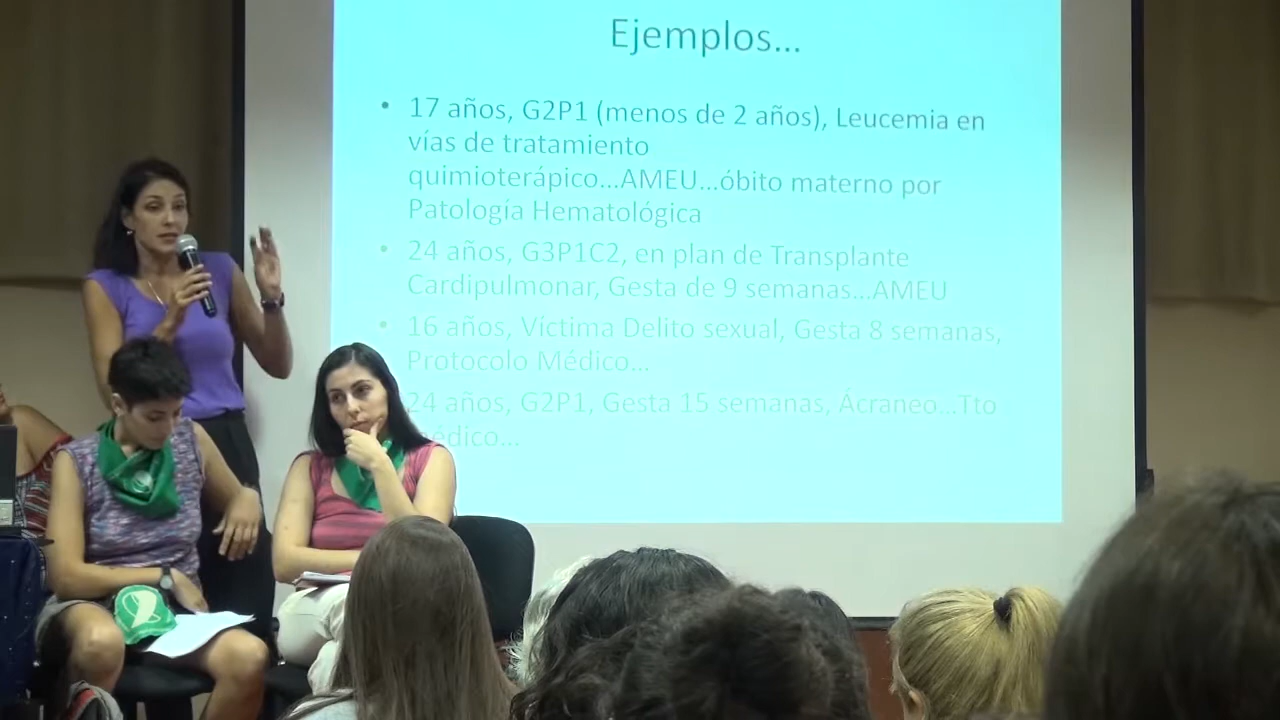 Ejemplos...
• 17 años, G2P1 (menos de 2 años), Leucemia en
vías de tratamiento
quimioterápico...AMEU...óbito materno por
Patología Hematológica
• 24 años, G3P1C2, en plan de Transplante
Cardipulmonar, Gesta de 9 semanas...AMEU
• 16 años, Víctima Delito sexual, Gesta 8 semanas,
Protocolo Médico...
24 años, G2P1, Gesta 15 semanas, Ácraneo...Tto
édico...